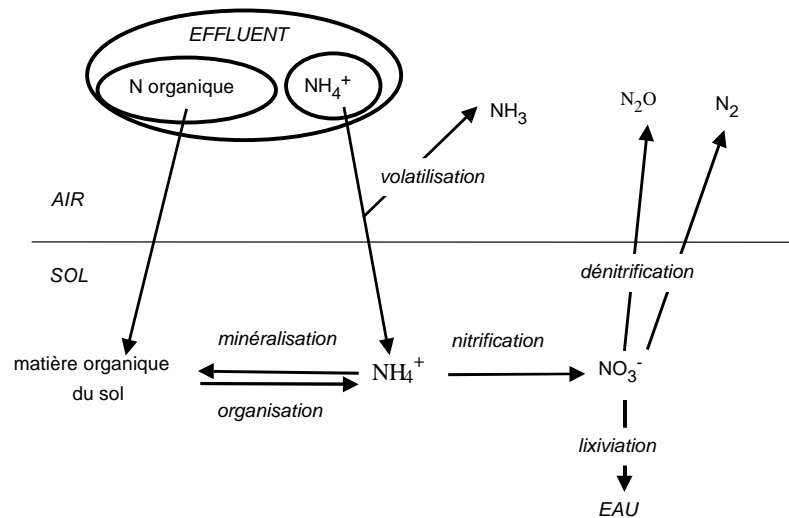 EFFLUENT
N organique
NH₄⁺
NH₃
N₂O
N₂
volatilisation
AIR
SOL
dénitrification
minéralisation
nitrification
matière organique
du sol
NH₄⁺
NO₃⁻
organisation
lixiviation
EAU